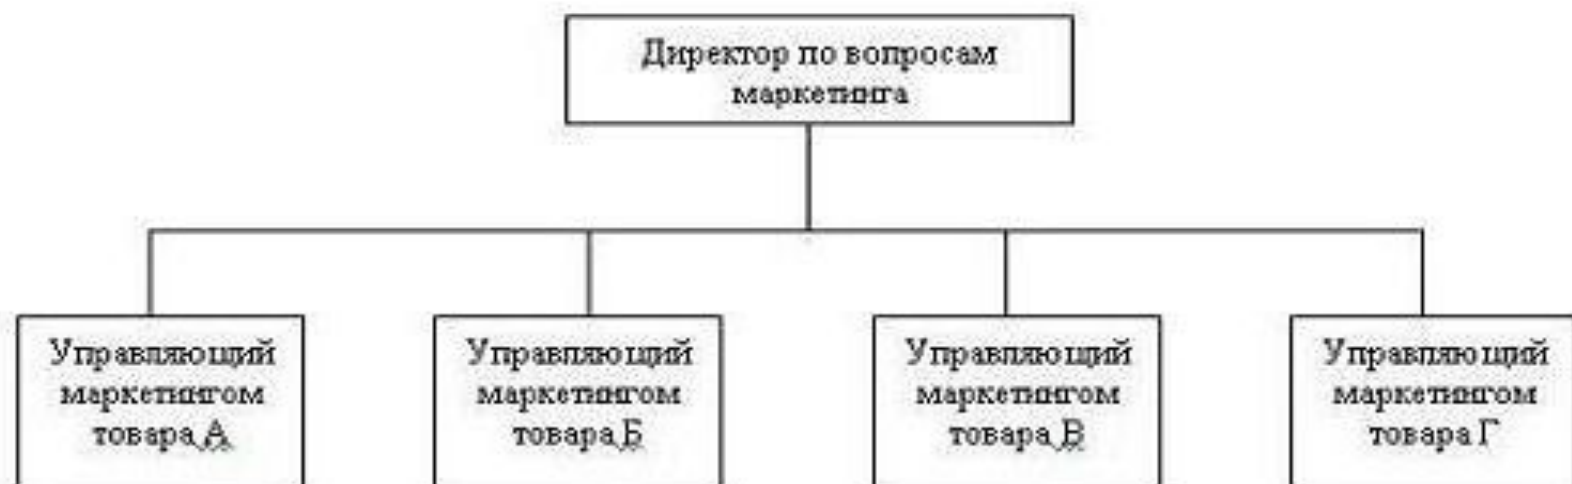 Директор по вопросам
маркетинга
Управляющий
маркетингом
товара А
Управляющий
маркетингом
товара Б
Управляющий
маркетингом
товара В
Управляющий
маркетингом
товара Г